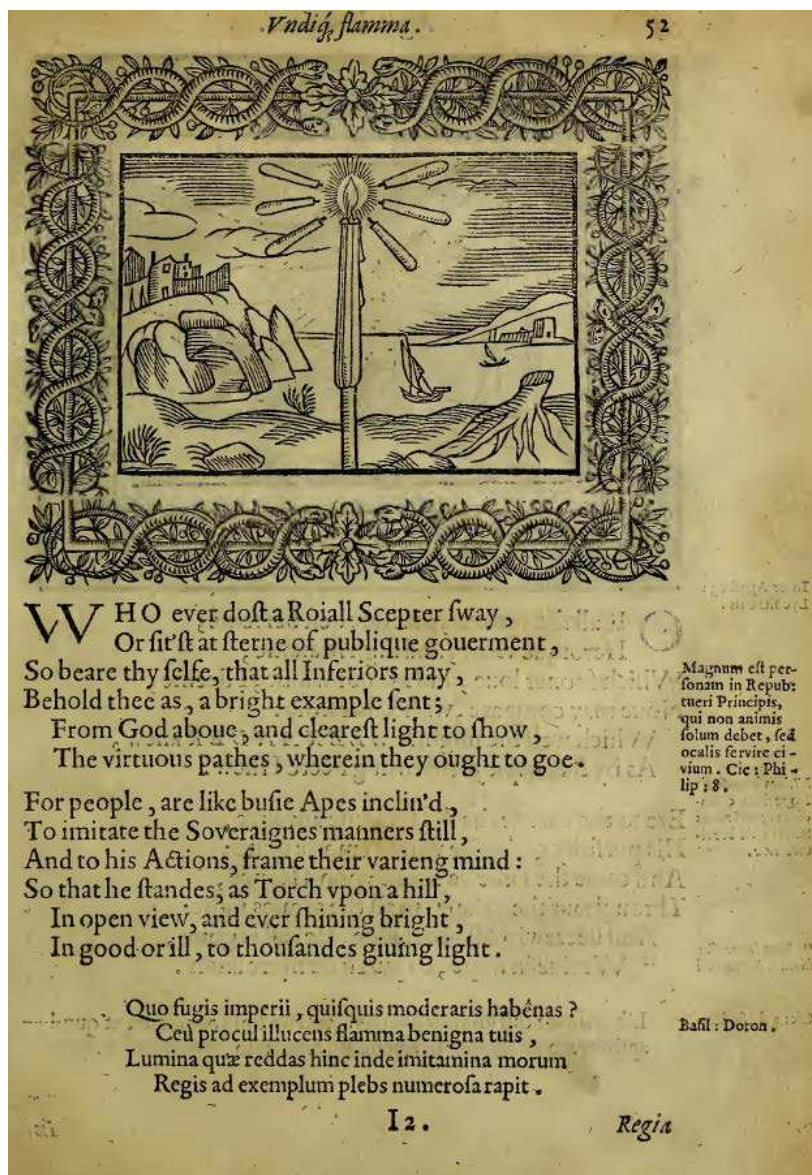 Vndiq́; flamma.
52
WHO ever doſt a Roiall Scepter ſway,
Or ſit'ſt at ſterne of publique gouerment,
So beare thy ſelfe, that all Inferiors may,
Behold thee as, a bright example ſent;
From God aboue, and cleareſt light to ſhow,
The virtuous pathes, wherein they ought to goe.
For people, are like buſie Apes inclin'd,
To imitate the Soveraignes manners ſtill,
And to his Actions, frame their varieng mind:
So that he ſtandes, as Torch vpon a hill,
In open view, and ever ſhining bright,
In good or ill, to thouſandes giuing light.
Magnum eſt per-
ſonam in Repub:
tueri Principis,
qui non animis
ſolum debet, ſed
ocalis ſervire ci-
vium. Cic: Phi-
lip: 8.
Quo fugis imperii, quiſquis moderaris habênas?
Ceù procul illucens flamma benigna tuis,
Lumina quæ reddas hinc inde imitamina morum
Regis ad exemplum plebs numeroſa rapit.
Baſil: Doron.
I2.
Regia